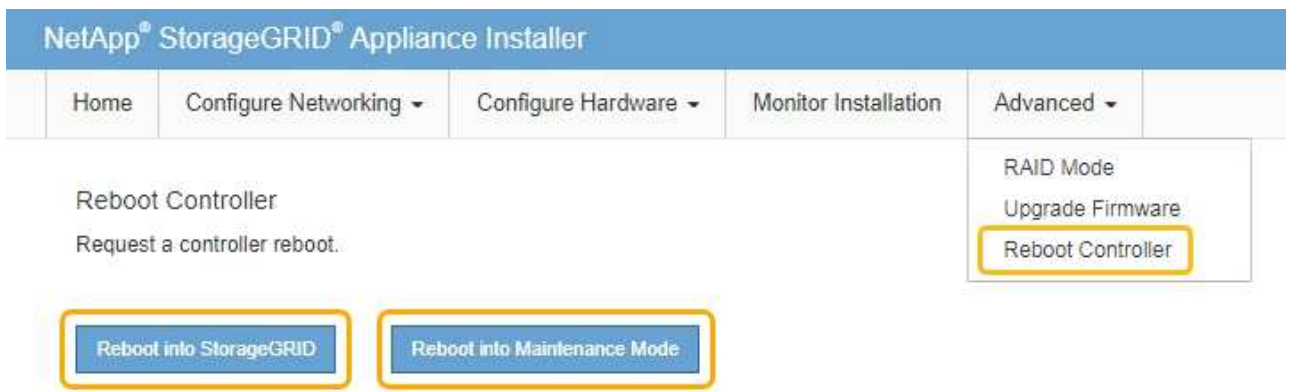 NetApp® StorageGRID® Appliance Installer
Home Configure Networking Configure Hardware Monitor Installation Advanced
RAID Mode
Upgrade Firmware
Reboot Controller
Reboot Controller
Request a controller reboot.
Reboot into StorageGRID Reboot into Maintenance Mode